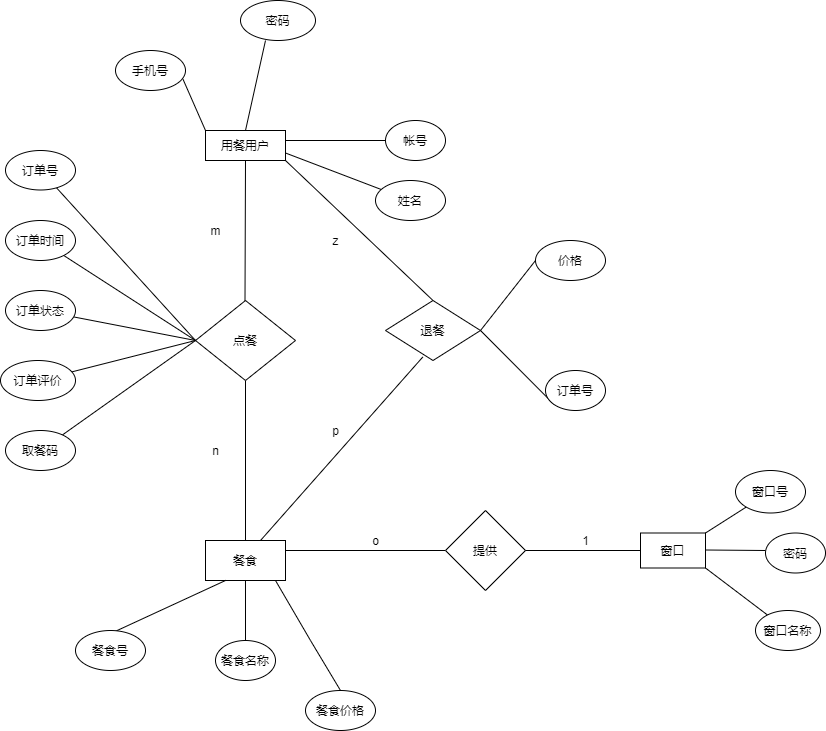 密码
手机号
用餐用户
帐号
订单号
姓名
m
z
订单时间
价格
订单状态
点餐
退餐
订单评价
订单号
取餐码
n
p
窗口号
餐食
o
提供
1
窗口
密码
餐食号
餐食名称
窗口名称
餐食价格